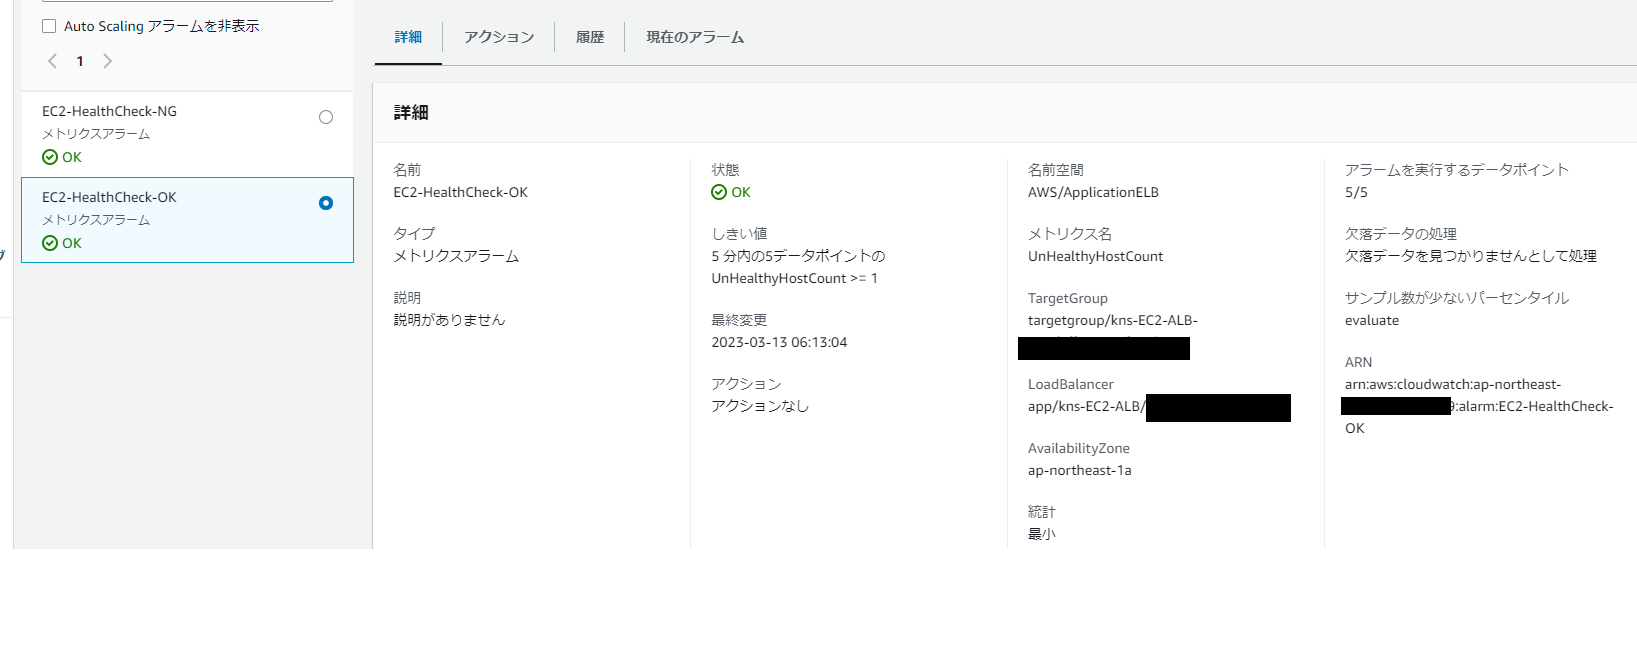 Auto Scaling アラームを非表示
1
EC2-HealthCheck-NG
メトリクスアラーム
OK
EC2-HealthCheck-OK
メトリクスアラーム
OK
詳細
アクション
履歴
現在のアラーム
詳細
名前
EC2-HealthCheck-OK
タイプ
メトリクスアラーム
説明
説明がありません
状態
OK
しきい値
5 分内の5データポイントの
UnHealthyHostCount >= 1
最終変更
2023-03-13 06:13:04
アクション
アクションなし
名前空間
AWS/ApplicationELB
メトリクス名
UnHealthyHostCount
TargetGroup
targetgroup/kns-EC2-ALB-
LoadBalancer
app/kns-EC2-ALB/
AvailabilityZone
ap-northeast-1a
統計
最小
アラームを実行するデータポイント
5/5
欠落データの処理
欠落データを見つかりませんとして処理
サンプル数が少ないパーセンタイル
evaluate
ARN
arn:aws:cloudwatch:ap-northeast-
:alarm:EC2-HealthCheck-
OK